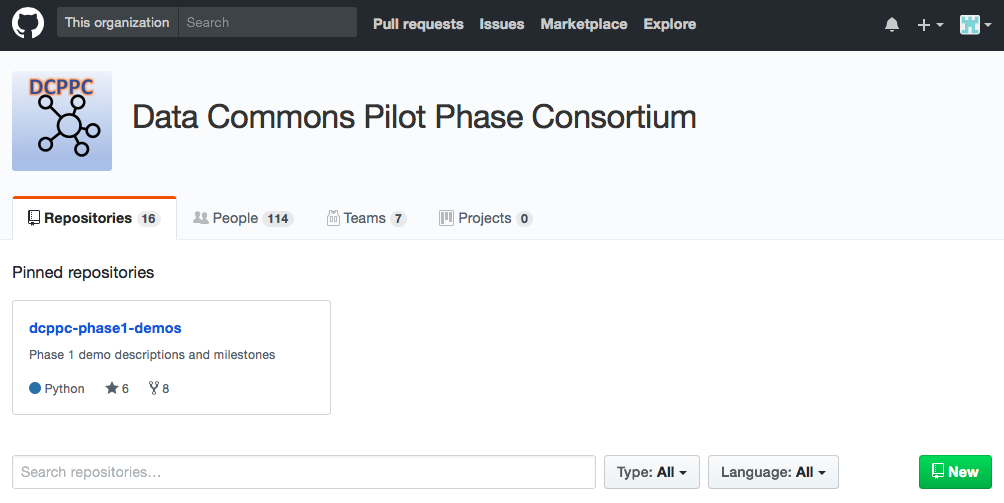 This organization Search Pull requests Issues Marketplace Explore
DCPPC
Data Commons Pilot Phase Consortium
Repositories 16 People 114 Teams 7 Projects 0
Pinned repositories
dcppc-phase1-demos
Phase 1 demo descriptions and milestones
Python 6 8
Search repositories... Type: All Language: All New